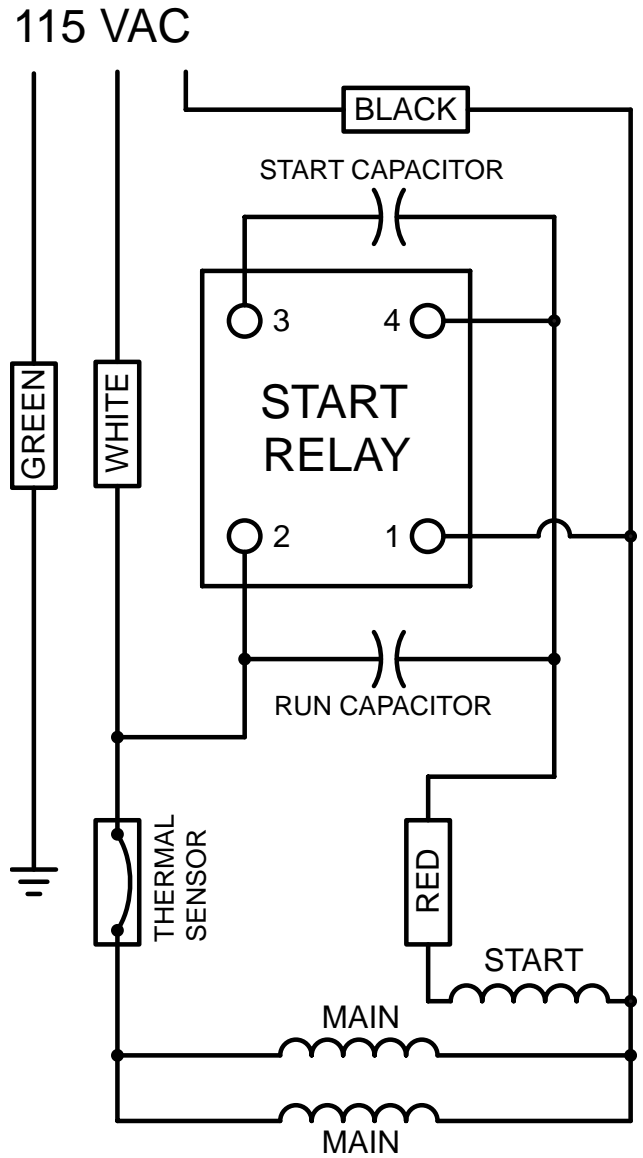 115 VAC
BLACK
START CAPACITOR
3
4
START
RELAY
GREEN
WHITE
2
1
RUN CAPACITOR
THERMAL
SENSOR
RED
START
MAIN
MAIN